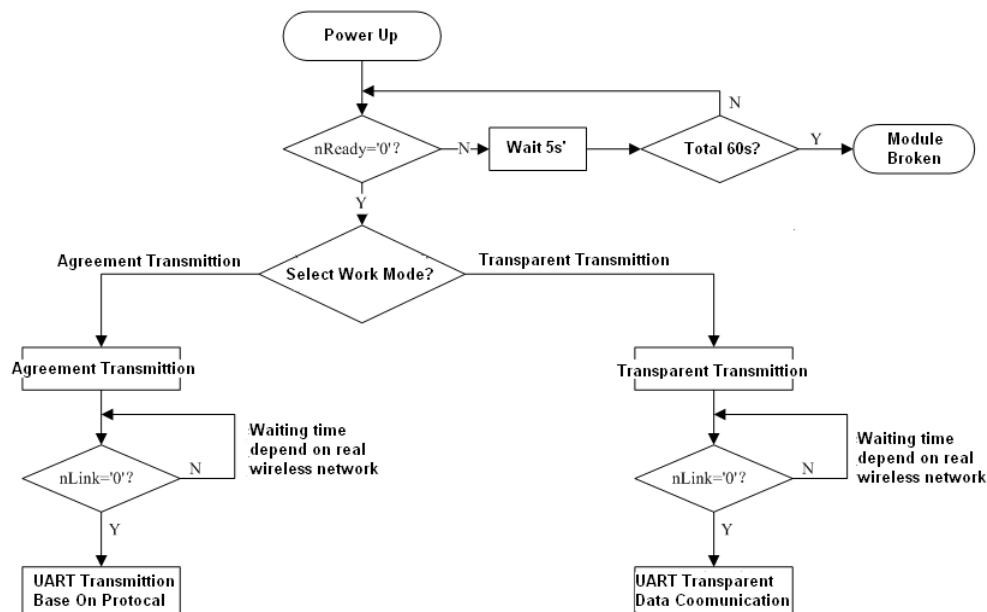 Power Up
N
nReady='0'?
N
Wait 5s'
Total 60s?
Y
Module
Broken
Y
Agreement Transmittion
Select Work Mode?
Transparent Transmittion
Agreement Transmittion
Transparent Transmittion
Waiting time
depend on real
wireless network
nLink='0'?
N
Y
Waiting time
depend on real
wireless network
nLink='0'?
N
Y
UART Transmittion
Base On Protocal
UART Transparent
Data Coomunication